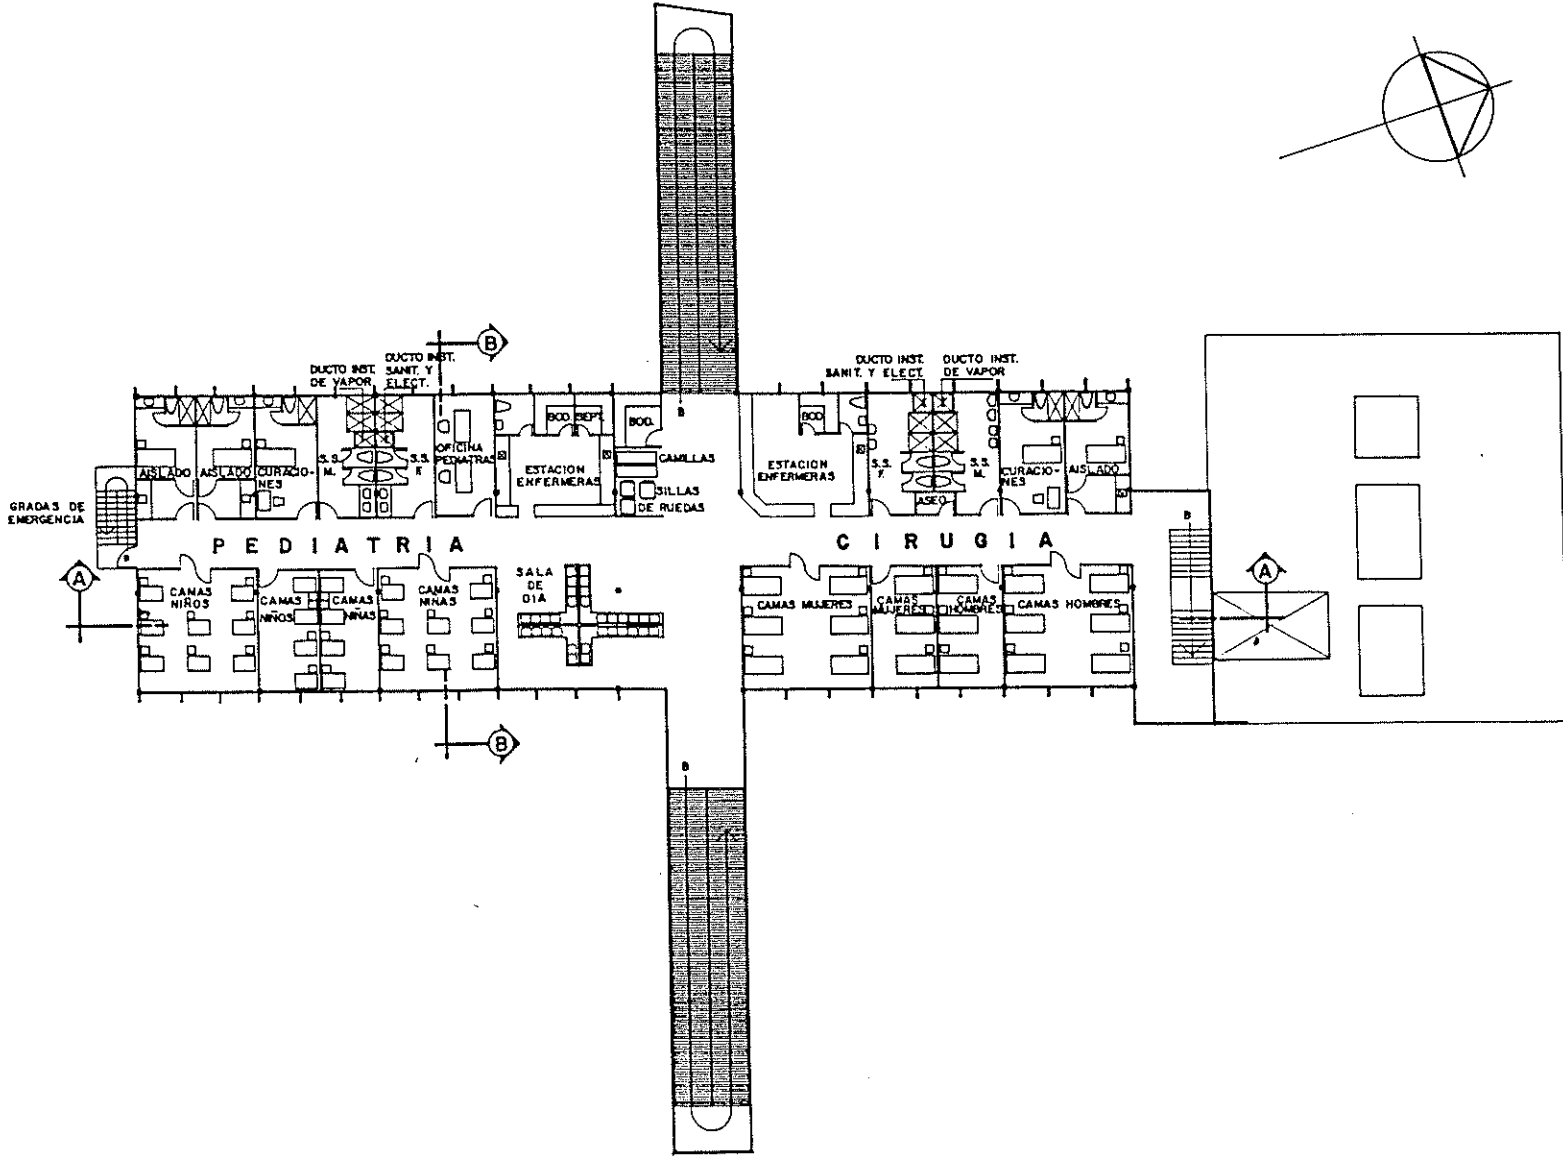 B
DUCTO INST.
DE VAPOR
DUCTO INST.
SANIT. Y
ELECT.
DUCTO INST.
SANIT. Y ELECT.
DUCTO INST.
DE VAPOR
B
BOD.
SEPT.
BOD.
BOD.
AISLADO
AISLADO
CURACIO-
NES
S.S.
M.
S.S.
F.
OFICINA
PEDIATRAS
ESTACION
ENFERMERAS
CAMILLAS
SILLAS
DE RUEDAS
ESTACION
ENFERMERAS
S.S.
F.
S.S.
M.
ASEO
CURACIO-
NES
AISLADO
GRADAS DE
EMERGENCIA
B
PEDIATRIA
CIRUGIA
A
A
CAMAS
NIÑOS
CAMAS
NIÑOS
CAMAS
NIÑAS
CAMAS
NIÑAS
SALA
DE
DIA
CAMAS MUJERES
CAMAS
MUJERES
CAMAS
HOMBRES
CAMAS HOMBRES
B
B